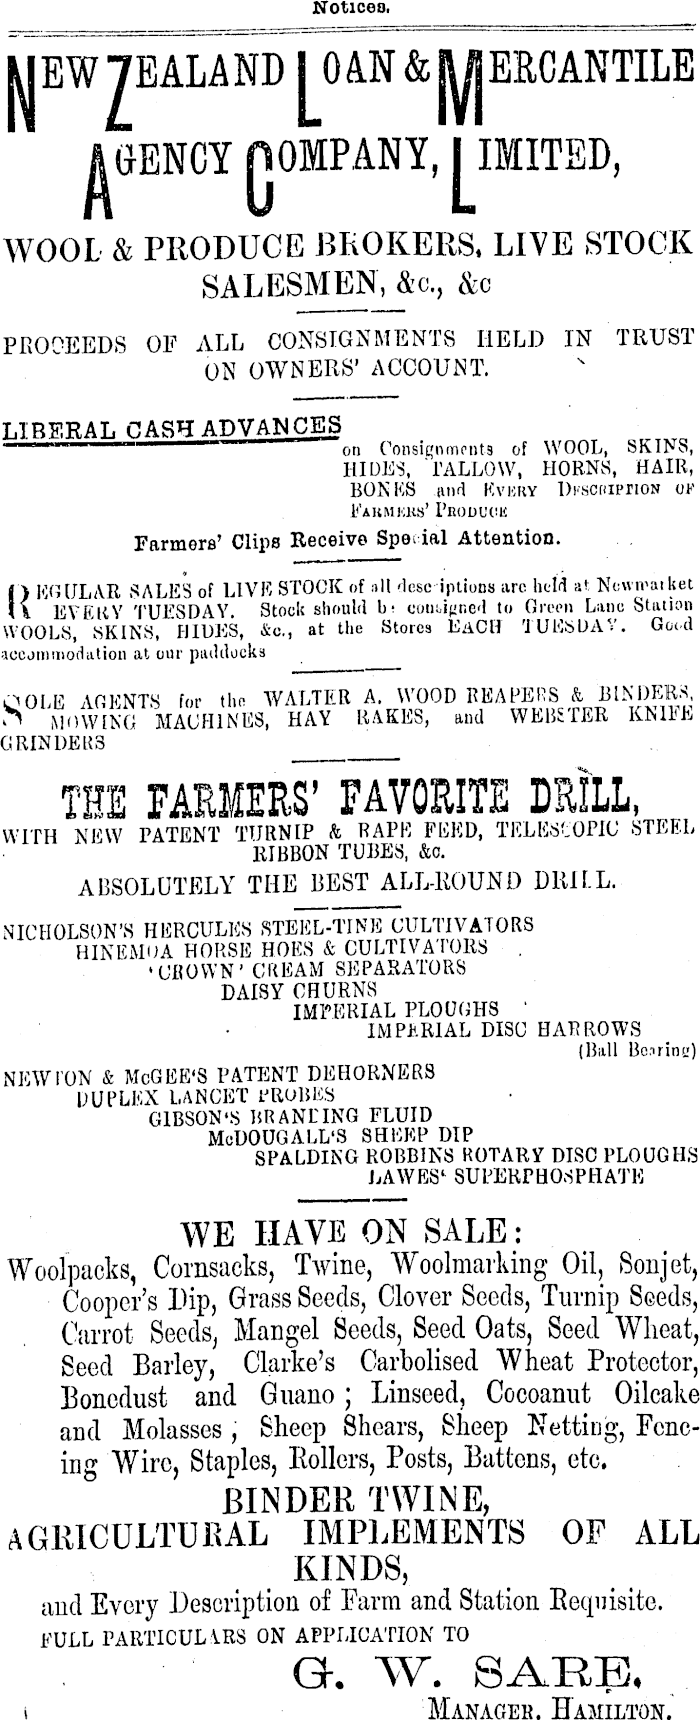 Notices.
NEW ZEALAND LOAN & MERCANTILE
AGENCY COMPANY, LIMITED,
WOOL & PRODUCE BROKERS, LIVE STOCK
SALESMEN, &c., &c
PROCEEDS OF ALL CONSIGNMENTS HELD IN TRUST
ON OWNERS' ACCOUNT.
LIBERAL CASH ADVANCES
on Consignments of WOOL, SKINS,
HIDES, TALLOW, HORNS, HAIR,
BONES and EVERY DESCRIPTION OF
FARMERS' PRODUCE
Farmers' Clips Receive Special Attention.
REGULAR SALES of LIVE STOCK of all descriptions are held at Newmarket
EVERY TUESDAY. Stock should be consigned to Green Lane Station
WOOLS, SKINS, HIDES, &c., at the Stores EACH TUESDAY. Good
accommodation at our paddocks
SOLE AGENTS for the WALTER A. WOOD REAPERS & BINDERS,
MOWING MACHINES, HAY RAKES, and WEBSTER KNIFE
GRINDERS
THE FARMERS' FAVORITE DRILL,
WITH NEW PATENT TURNIP & RAPE FEED, TELESCOPIC STEEL
RIBBON TUBES, &c.
ABSOLUTELY THE BEST ALL-ROUND DRILL.
NICHOLSON'S HERCULES STEEL-TINE CULTIVATORS
HINEMOA HORSE HOES & CULTIVATORS
'CROWN' CREAM SEPARATORS
DAISY CHURNS
IMPERIAL PLOUGHS
IMPERIAL DISC HARROWS
(Ball Bearing)
NEWTON & McGEE'S PATENT DEHORNERS
DUPLEX LANCET PROBES
GIBSON'S BRANDING FLUID
McDOUGALL'S SHEEP DIP
SPALDING ROBBINS ROTARY DISC PLOUGHS
LAWES' SUPERPHOSPHATE
WE HAVE ON SALE:
Woolpacks, Cornsacks, Twine, Woolmarking Oil, Sonjet,
Cooper's Dip, Grass Seeds, Clover Seeds, Turnip Seeds,
Carrot Seeds, Mangel Seeds, Seed Oats, Seed Wheat,
Seed Barley, Clarke's Carbolised Wheat Protector,
Bonedust and Guano; Linseed, Cocoanut Oilcake
and Molasses; Sheep Shears, Sheep Netting, Fenc-
ing Wire, Staples, Rollers, Posts, Battens, etc.
BINDER TWINE,
AGRICULTURAL IMPLEMENTS OF ALL
KINDS,
and Every Description of Farm and Station Requisite.
FULL PARTICULARS ON APPLICATION TO
G. W. SARE,
MANAGER, HAMILTON.